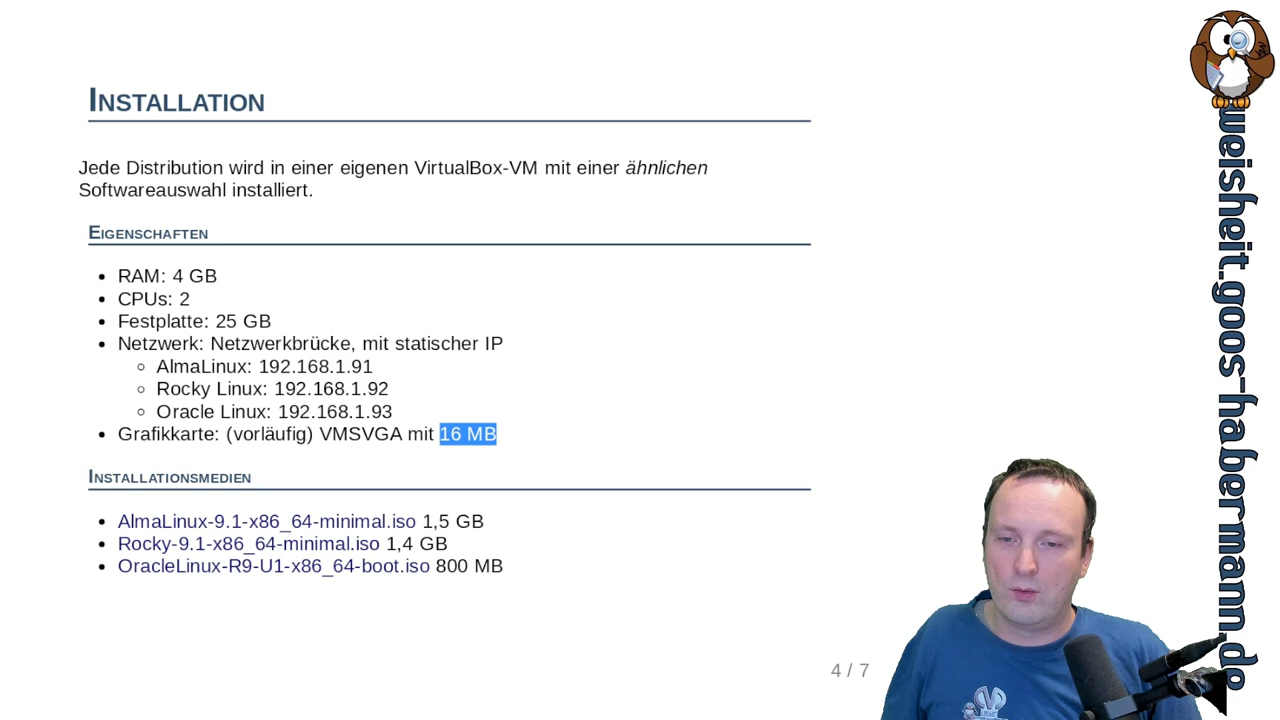 Installation
Jede Distribution wird in einer eigenen VirtualBox-VM mit einer ähnlichen
Softwareauswahl installiert.
Eigenschaften
• RAM: 4 GB
• CPUs: 2
• Festplatte: 25 GB
• Netzwerk: Netzwerkbrücke, mit statischer IP
◦ AlmaLinux: 192.168.1.91
◦ Rocky Linux: 192.168.1.92
◦ Oracle Linux: 192.168.1.93
• Grafikkarte: (vorläufig) VMSVGA mit 16 MB
Installationsmedien
• AlmaLinux-9.1-x86_64-minimal.iso 1,5 GB
• Rocky-9.1-x86_64-minimal.iso 1,4 GB
• OracleLinux-R9-U1-x86_64-boot.iso 800 MB
4 / 7
weisheit.goos-habermann.de